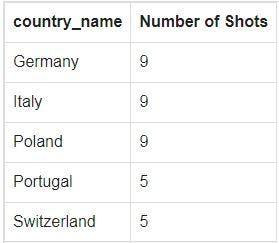 country_name Number of Shots
Germany 9
Italy 9
Poland 9
Portugal 5
Switzerland 5